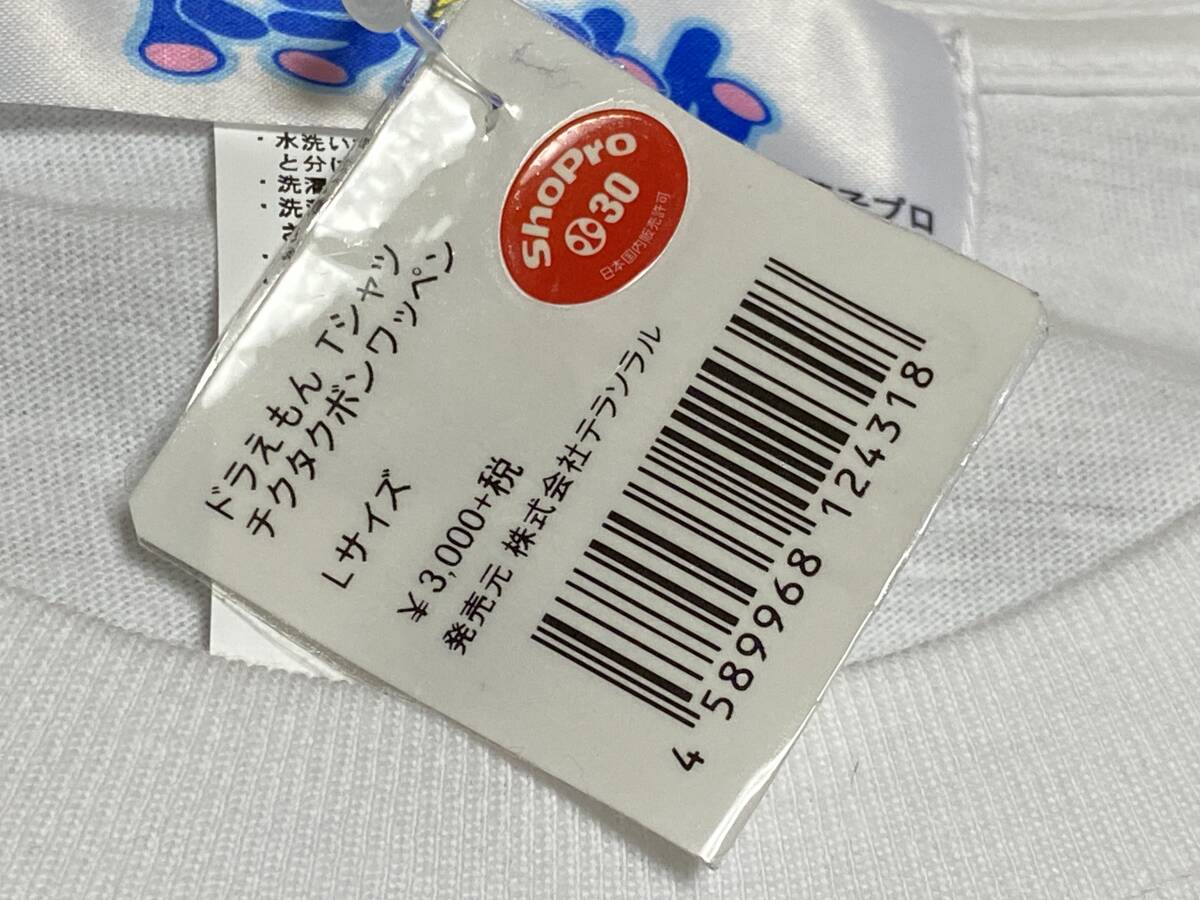 ShoPro
30
日本国内販売許可
ドラえもん Tシャツ
チクタクボンワッペン
Lサイズ
¥3,000+税
発売元 株式会社テラソラル
4 589968 124318
・水洗い
と分け
・洗濯
・洗濯
プロ